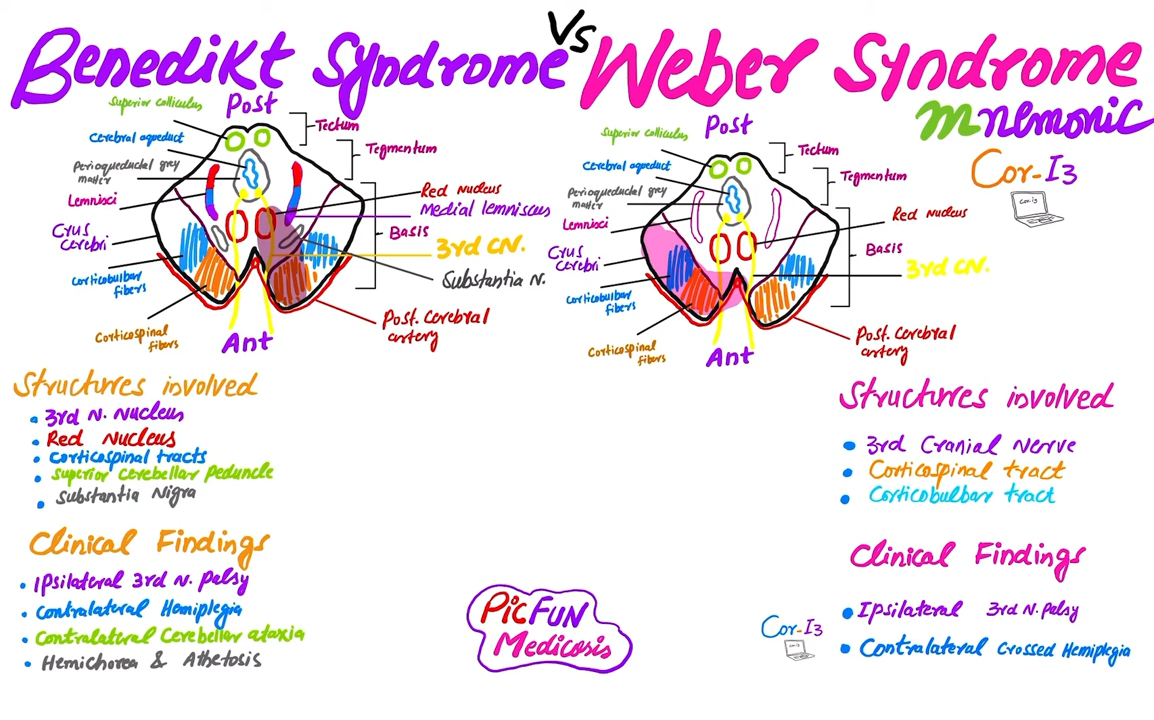 Benedikt Syndrome Vs Weber Syndrome
Mnemonic
Cor-I3
Cor-i3
Post
Superior colliculus
Tectum
Cerebral aqueduct
Tegmentum
Perioqueductal grey
matter
Lemnisci
Red Nucleus
Medial lemniscus
Crus
Cerebri
Basis
3rd CN.
Substantia N.
Corticobulbar
fibers
Post. Cerebral
artery
Corticospinal
fibers
Ant
Post
Superior colliculus
Tectum
Cerebral aqueduct
Tegmentum
Perioqueductal grey
matter
Lemnisci
Red Nucleus
Crus
Cerebri
Basis
3rd CN.
Corticobulbar
fibers
Post. Cerebral
artery
Corticospinal
fibers
Ant
Structures involved
3rd N. Nucleus
Red Nucleus
Corticospinal tracts
Superior Cerebellar Peduncle
Substantia Nigra
Clinical Findings
Ipsilateral 3rd N. Palsy
Contralateral Hemiplegia
Contralateral Cerebellar ataxia
Hemichorea & Athetosis
PicFUN
Medicosis
Structures involved
3rd Cranial Nerve
Corticospinal tract
Corticobulbar tract
Clinical Findings
Ipsilateral 3rd N. Palsy
Contralateral Crossed Hemiplegia
Cor-I3